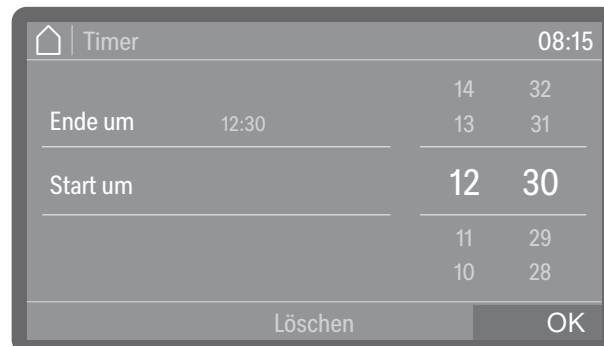 Timer 08:15
14 32
Ende um 12:30 13 31
Start um 12 30
11 29
10 28
Löschen OK